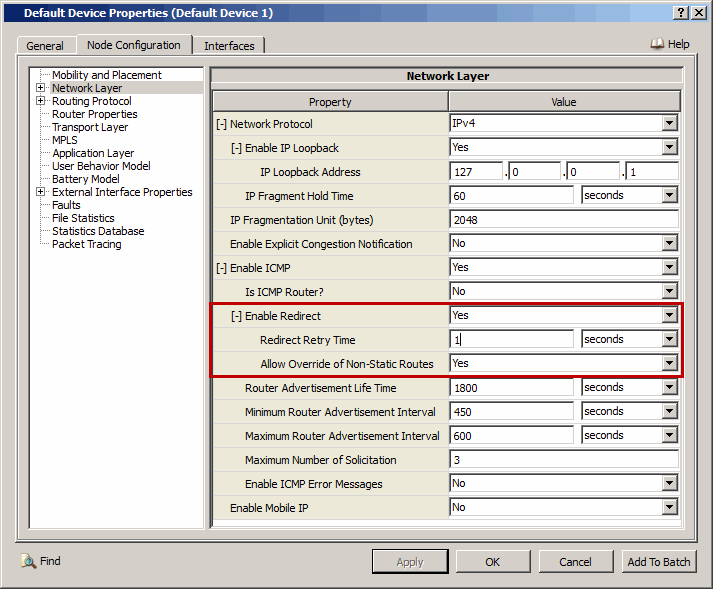 Default Device Properties (Default Device 1)
General Node Configuration Interfaces Help
Mobility and Placement
Network Layer
Routing Protocol
Router Properties
Transport Layer
MPLS
Application Layer
User Behavior Model
Battery Model
External Interface Properties
Faults
File Statistics
Statistics Database
Packet Tracing
Network Layer
Property Value
[-] Network Protocol IPv4
[-] Enable IP Loopback Yes
IP Loopback Address 127 . 0 . 0 . 1
IP Fragment Hold Time 60 seconds
IP Fragmentation Unit (bytes) 2048
Enable Explicit Congestion Notification No
[-] Enable ICMP Yes
Is ICMP Router? No
[-] Enable Redirect Yes
Redirect Retry Time 1 seconds
Allow Override of Non-Static Routes Yes
Router Advertisement Life Time 1800 seconds
Minimum Router Advertisement Interval 450 seconds
Maximum Router Advertisement Interval 600 seconds
Maximum Number of Solicitation 3
Enable ICMP Error Messages No
Enable Mobile IP No
Find Apply OK Cancel Add To Batch